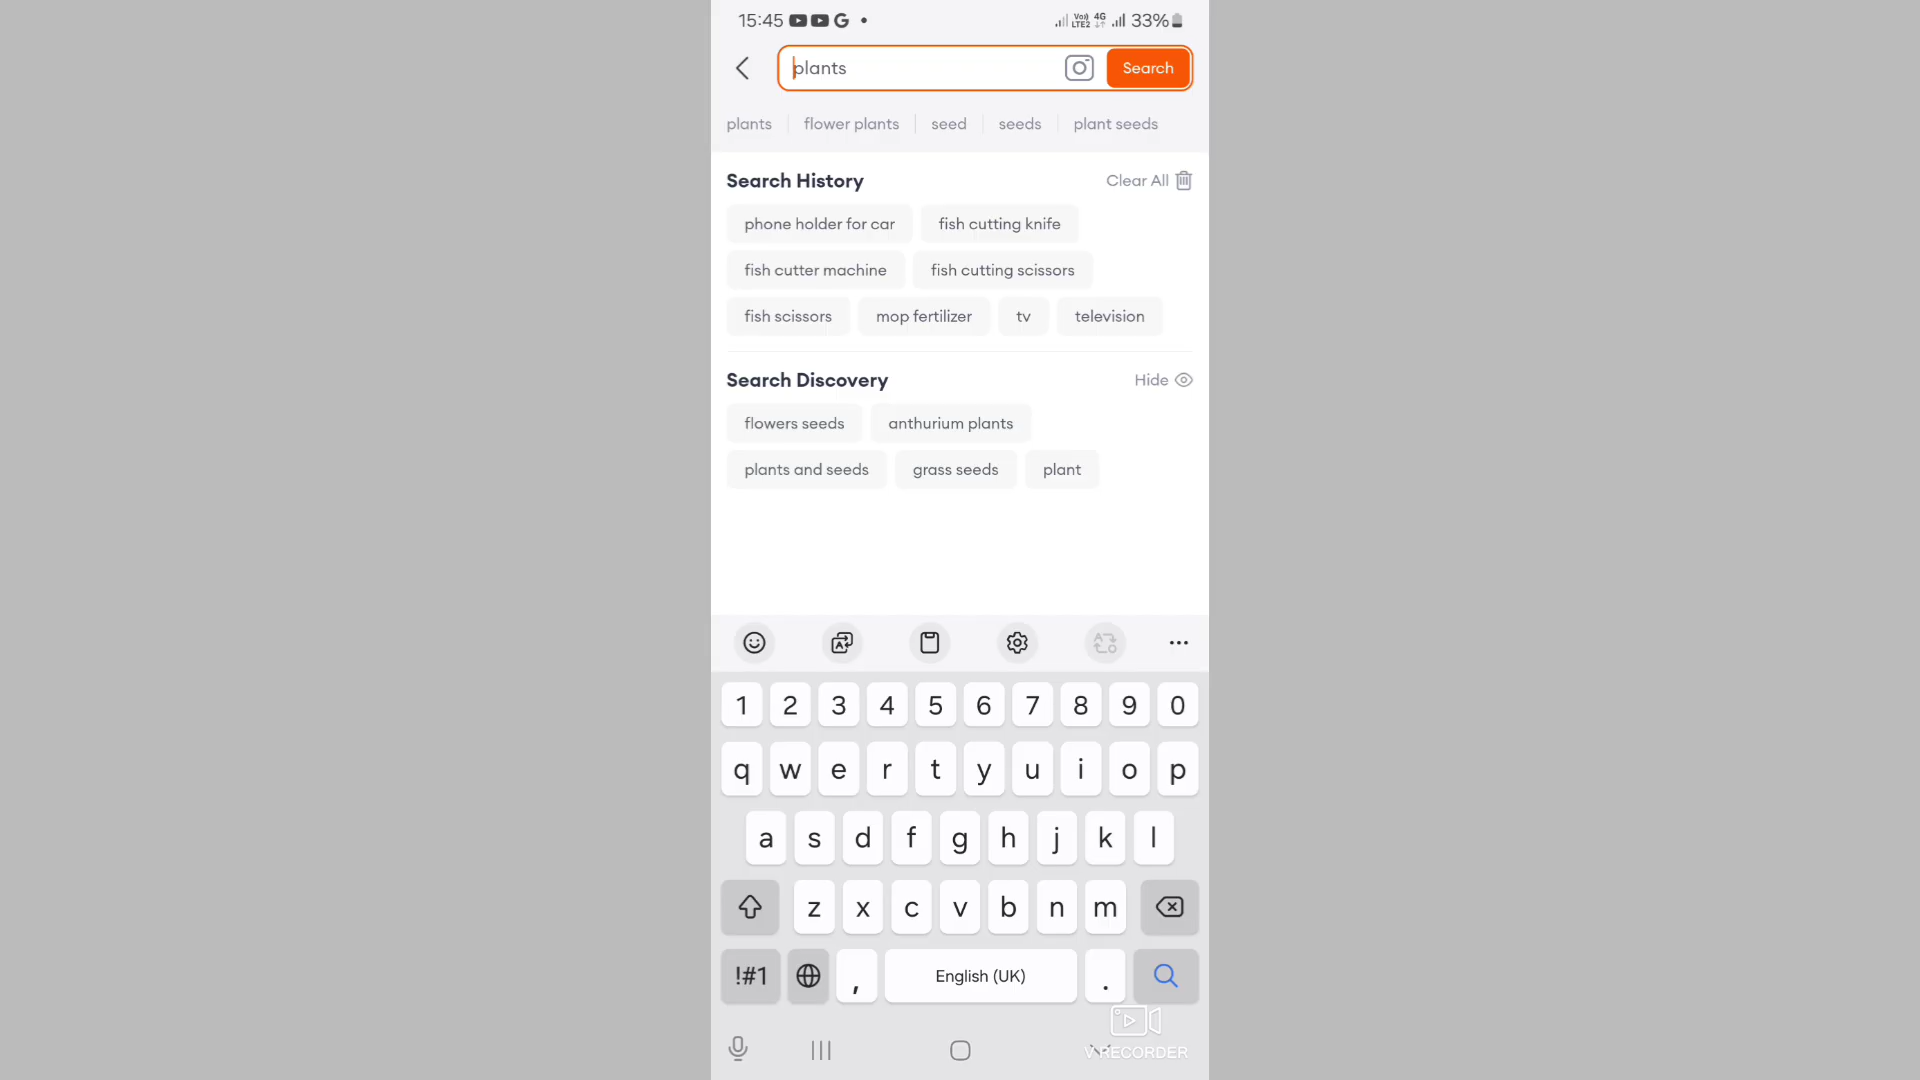 15:45 Vo) LTE2 4G 33%
plants Search
plants flower plants seed seeds plant seeds
Search History Clear All
phone holder for car fish cutting knife
fish cutter machine fish cutting scissors
fish scissors mop fertilizer tv television
Search Discovery Hide
flowers seeds anthurium plants
plants and seeds grass seeds plant
1 2 3 4 5 6 7 8 9 0
q w e r t y u i o p
a s d f g h j k l
z x c v b n m
!#1 , English (UK) .
V RECORDER